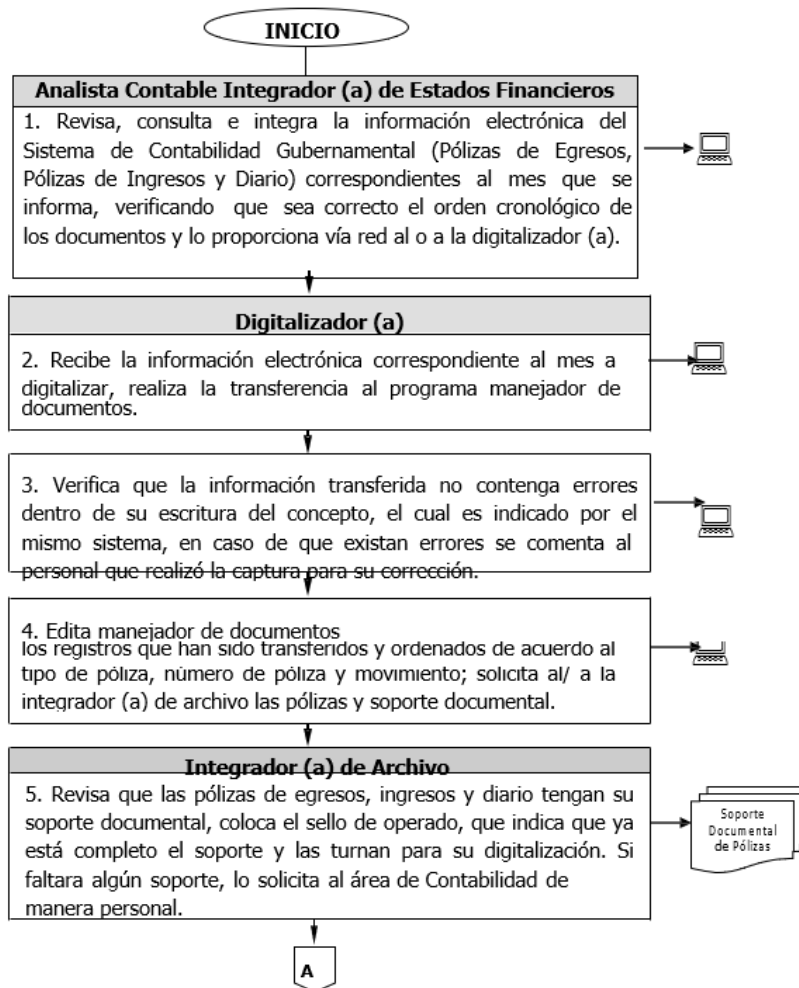 INICIO
Analista Contable Integrador (a) de Estados Financieros
1. Revisa, consulta e integra la información electrónica del
Sistema de Contabilidad Gubernamental (Pólizas de Egresos,
Pólizas de Ingresos y Diario) correspondientes al mes que se
informa, verificando que sea correcto el orden cronológico de
los documentos y lo proporciona vía red al o a la digitalizador (a).
Digitalizador (a)
2. Recibe la información electrónica correspondiente al mes a
digitalizar, realiza la transferencia al programa manejador de
documentos.
3. Verifica que la información transferida no contenga errores
dentro de su escritura del concepto, el cual es indicado por el
mismo sistema, en caso de que existan errores se comenta al
personal que realizó la captura para su corrección.
4. Edita manejador de documentos
los registros que han sido transferidos y ordenados de acuerdo al
tipo de póliza, número de póliza y movimiento; solicita al/ a la
integrador (a) de archivo las pólizas y soporte documental.
Integrador (a) de Archivo
5. Revisa que las pólizas de egresos, ingresos y diario tengan su
soporte documental, coloca el sello de operado, que indica que ya
está completo el soporte y las turnan para su digitalización. Si
faltara algún soporte, lo solicita al área de Contabilidad de
manera personal.
Soporte
Documental
de Pólizas
A